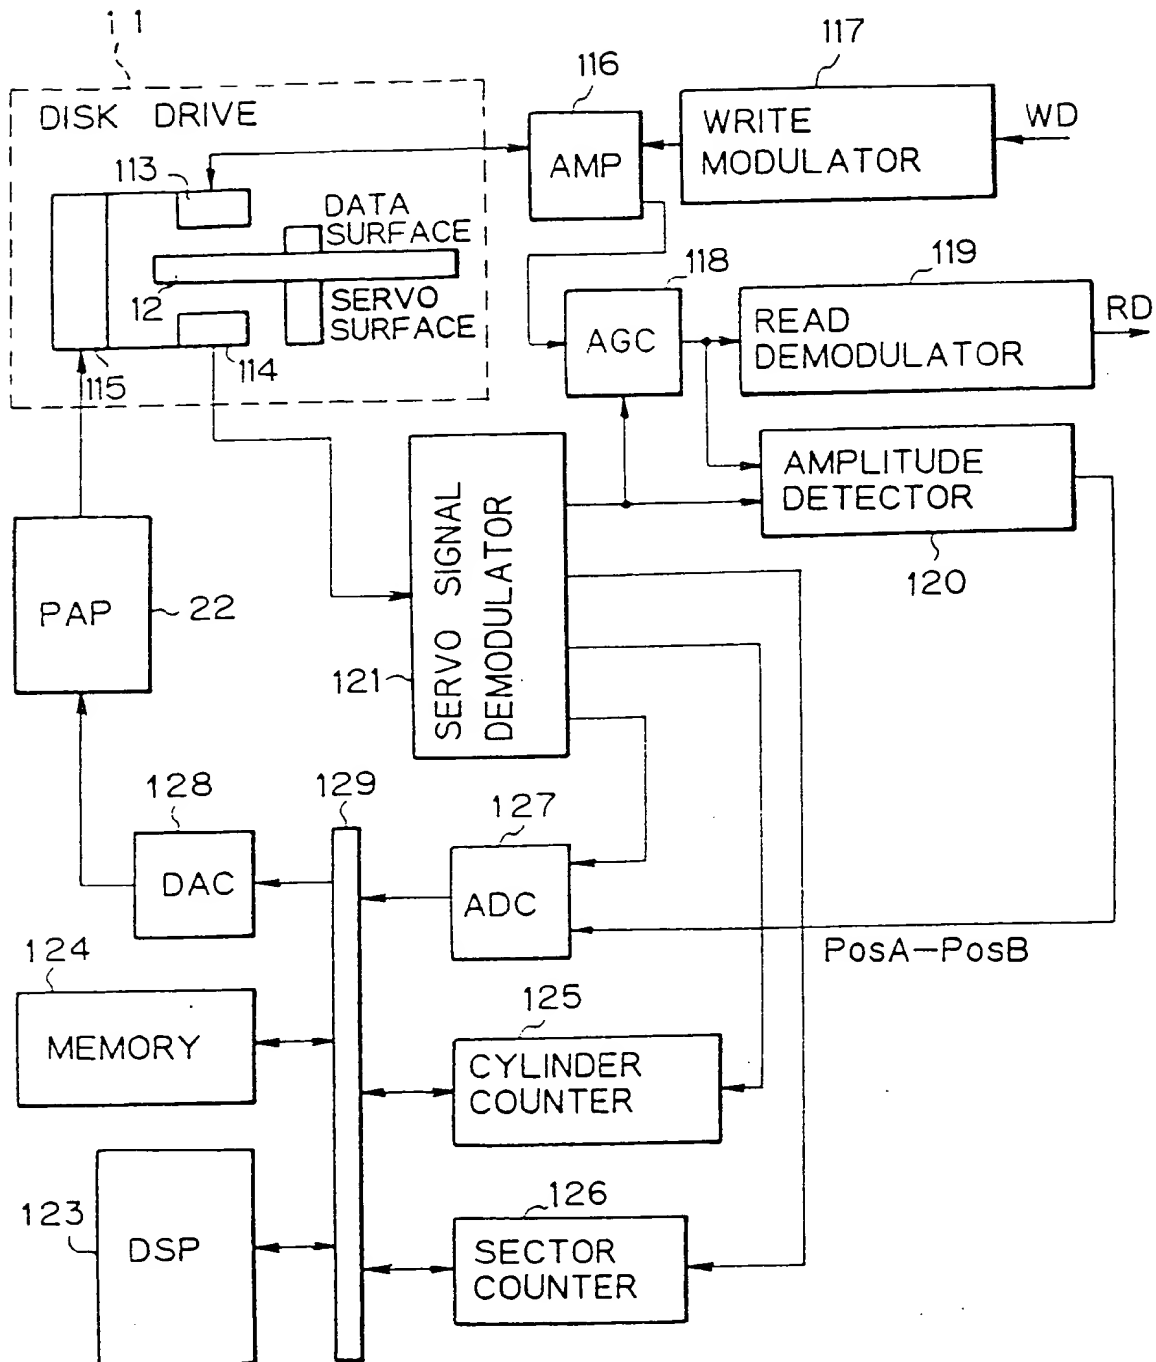 11
DISK DRIVE
113
DATA
SURFACE
12
SERVO
SURFACE
115
114
116
AMP
117
WRITE
MODULATOR
WD
118
AGC
119
READ
DEMODULATOR
RD
AMPLITUDE
DETECTOR
120
PAP
22
SERVO SIGNAL
DEMODULATOR
121
128
DAC
129
127
ADC
PosA-PosB
124
MEMORY
125
CYLINDER
COUNTER
123
DSP
126
SECTOR
COUNTER